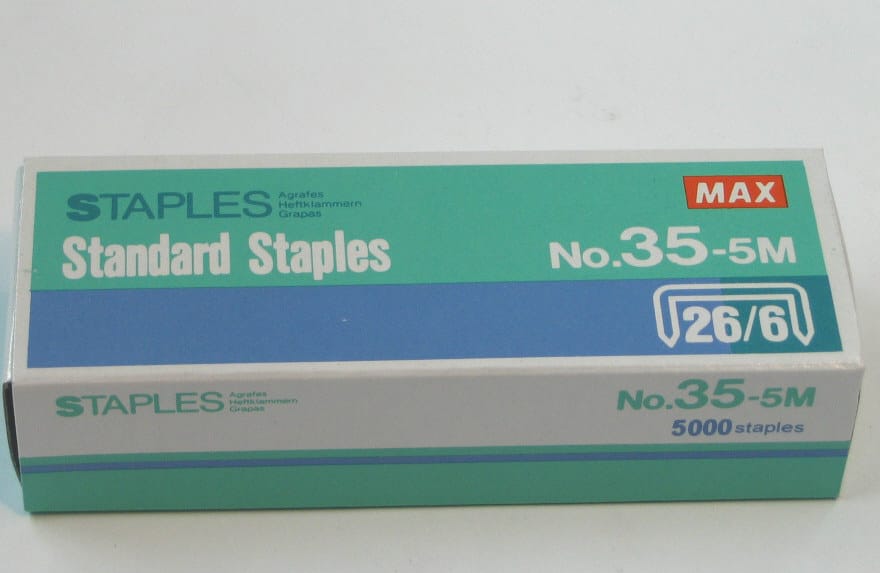 STAPLES
Agrafes
Heftklammern
Grapas
MAX
Standard Staples
No.35-5M
26/6
STAPLES
Agrafes
Heftklammern
Grapas
No.35-5M
5000 staples